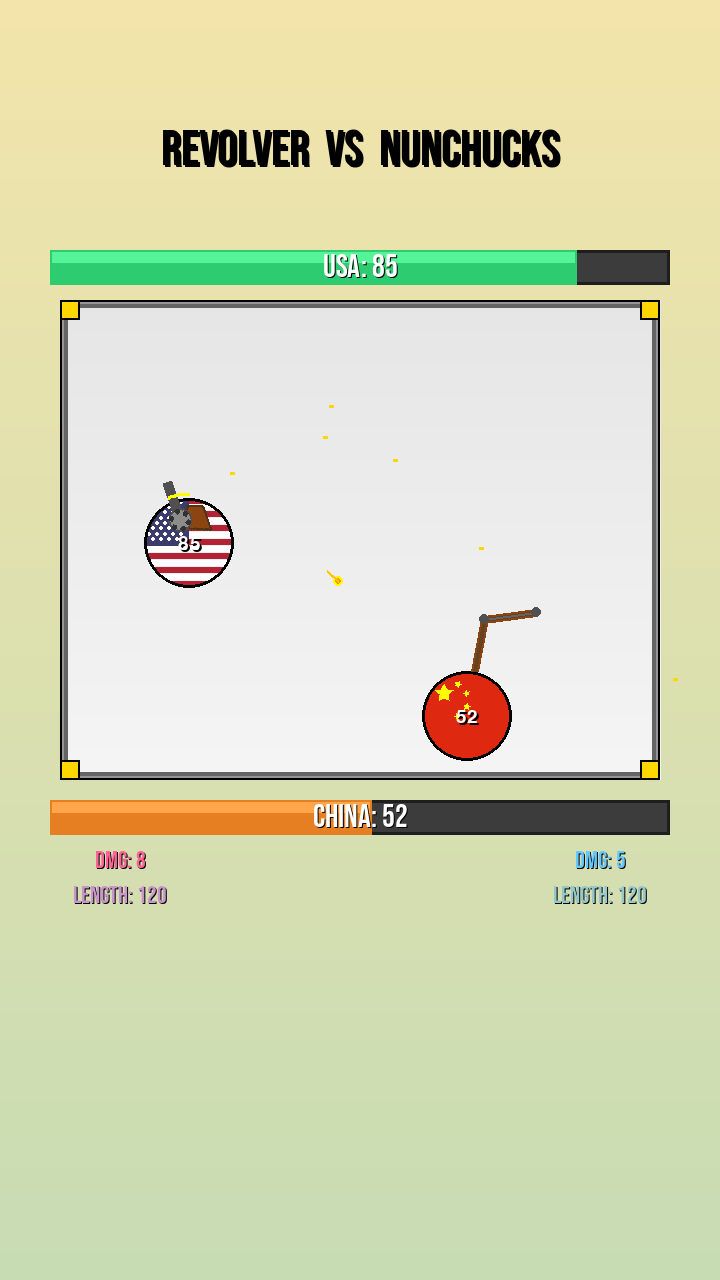 REVOLVER VS NUNCHUCKS
USA: 85
85
52
CHINA: 52
DMG: 8
DMG: 5
LENGTH: 120
LENGTH: 120